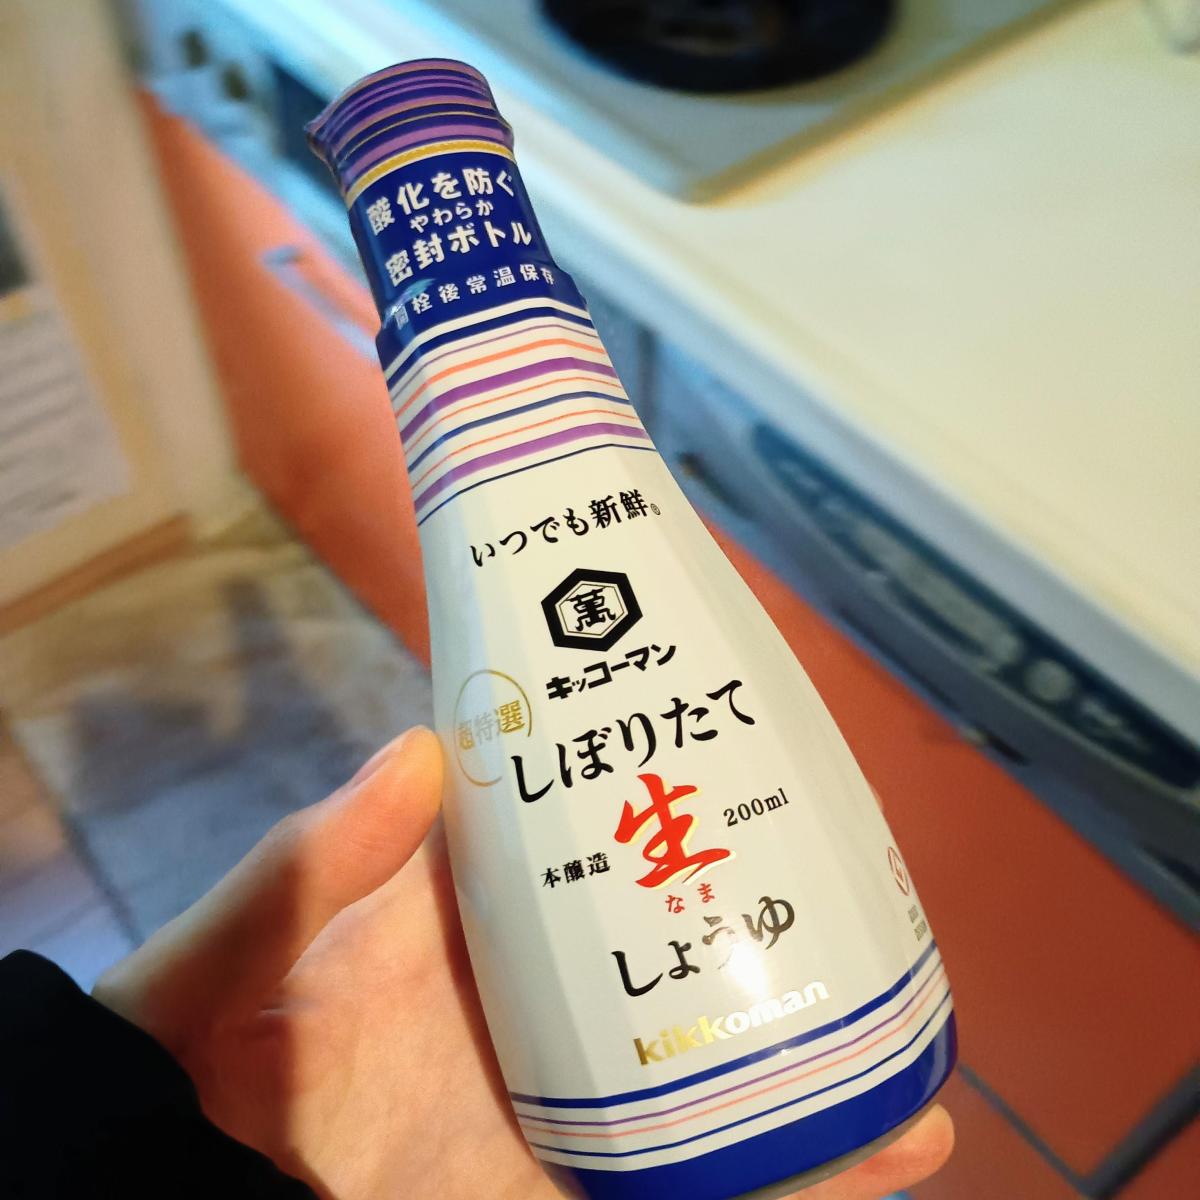 酸化を防ぐ
やわらか
密封ボトル
開栓後常温保存
いつでも新鮮®
萬
キッコーマン
超特選
しぼりたて
生
なま
200ml
本醸造
しょうゆ
kikkoman